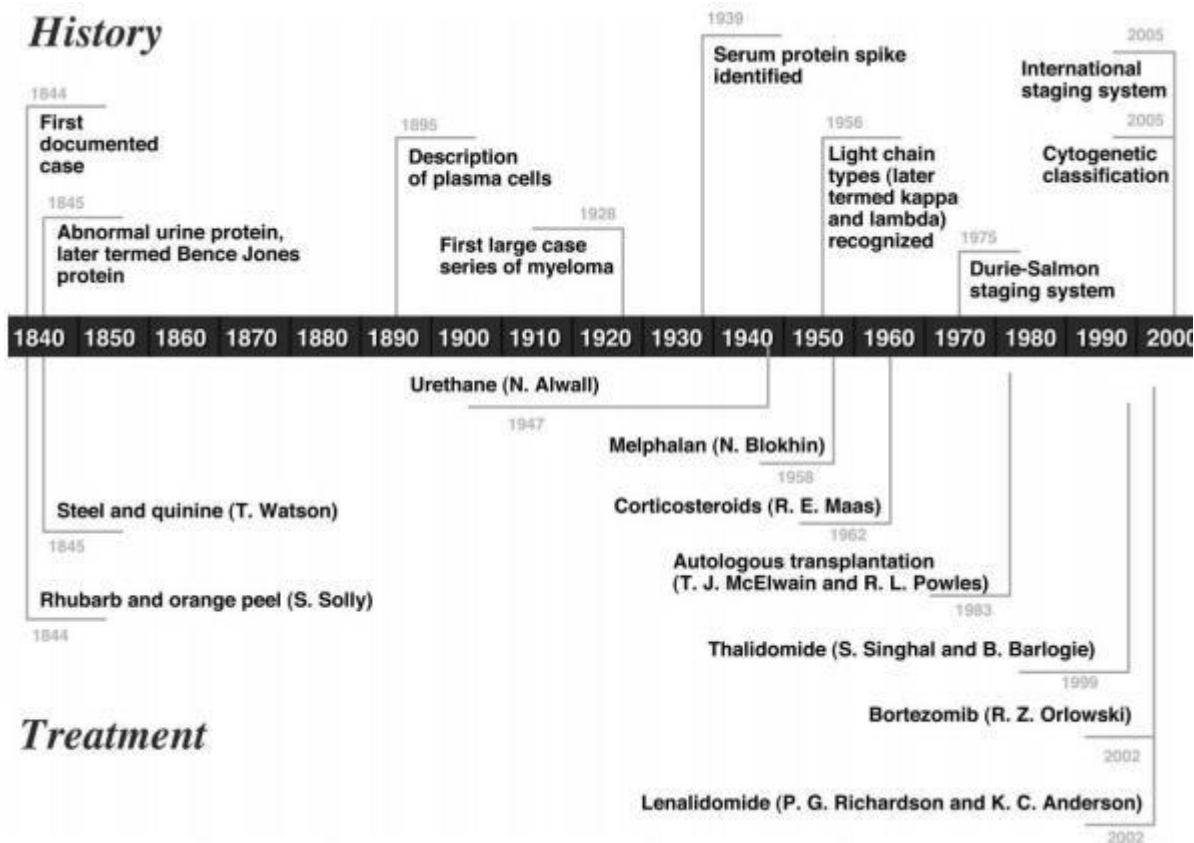 History
1844
First
documented
case
1845
Abnormal urine protein,
later termed Bence Jones
protein
1895
Description
of plasma cells
1928
First large case
series of myeloma
1939
Serum protein spike
identified
1956
Light chain
types (later
termed kappa
and lambda)
recognized
1975
Durie-Salmon
staging system
2005
International
staging system
2005
Cytogenetic
classification
1840 1850 1860 1870 1880 1890 1900 1910 1920 1930 1940 1950 1960 1970 1980 1990 2000
Urethane (N. Alwall)
1947
Melphalan (N. Blokhin)
1958
Corticosteroids (R. E. Maas)
1962
Steel and quinine (T. Watson)
1845
Autologous transplantation
(T. J. McElwain and R. L. Powles)
1983
Rhubarb and orange peel (S. Solly)
1844
Thalidomide (S. Singhal and B. Barlogie)
1999
Bortezomib (R. Z. Orlowski)
2002
Lenalidomide (P. G. Richardson and K. C. Anderson)
2002
Treatment